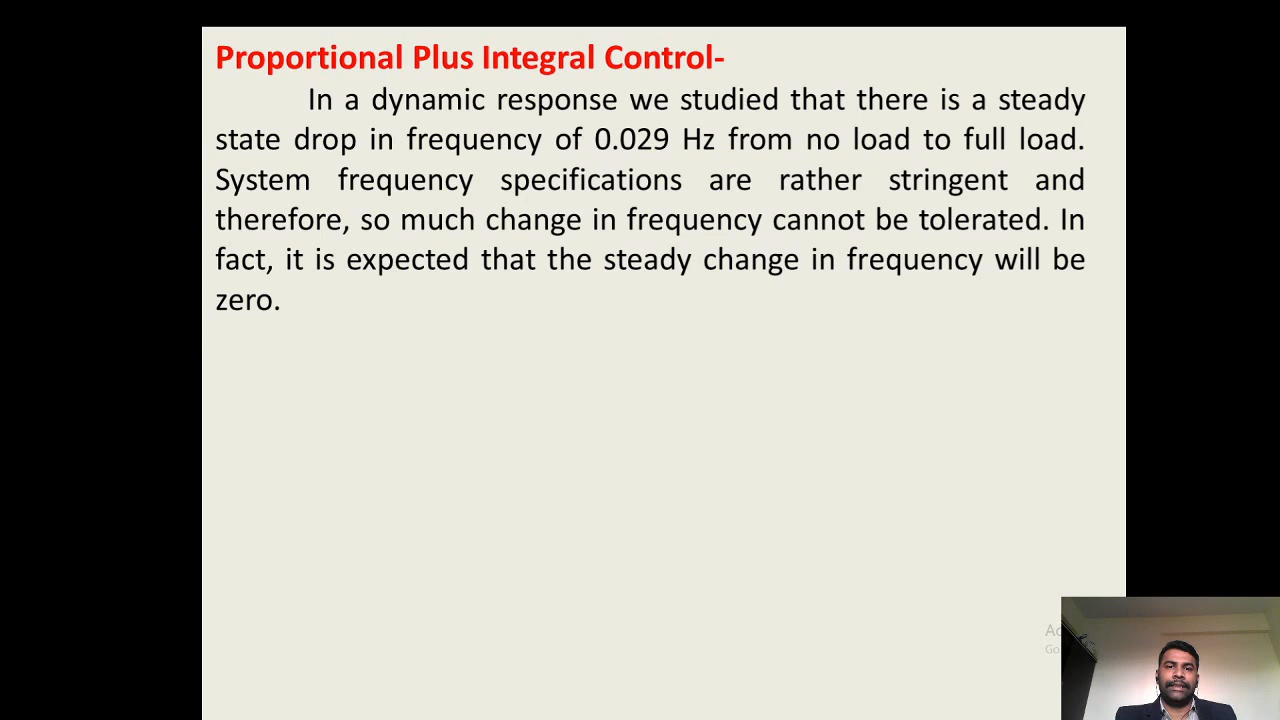 Proportional Plus Integral Control-
In a dynamic response we studied that there is a steady
state drop in frequency of 0.029 Hz from no load to full load.
System frequency specifications are rather stringent and
therefore, so much change in frequency cannot be tolerated. In
fact, it is expected that the steady change in frequency will be
zero.
Go